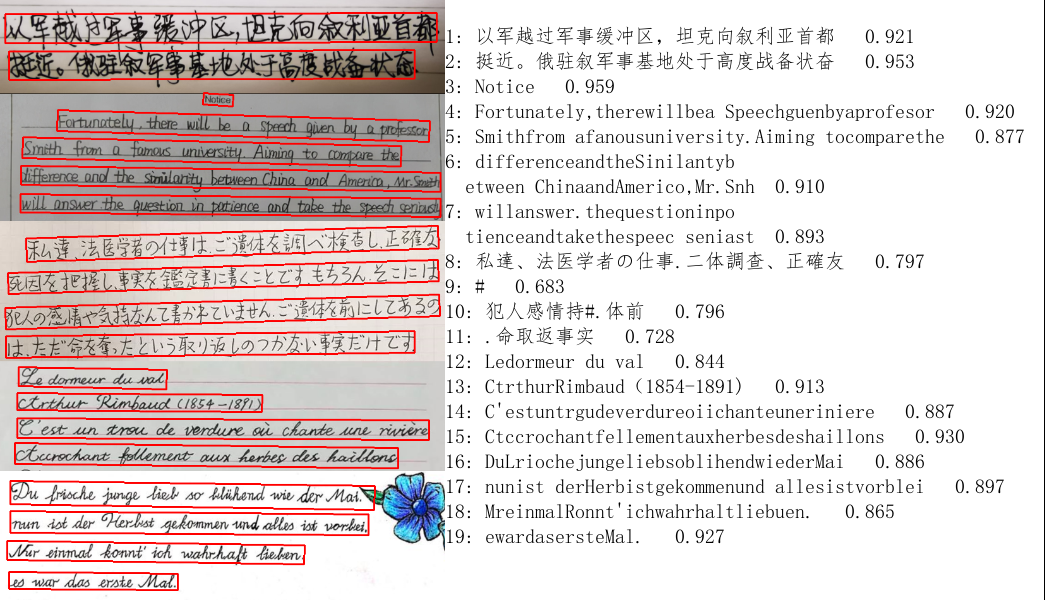 以军越过军事缓冲区,坦克向叙利亚首都
挺近。俄驻叙军事基地处于高度战备状态.
Notice
Fortunately, there will be a speech given by a professor
Smith from a famous university. Aiming to compare the
difference and the similarity between China and America, Mr. Smith
will answer the question in patience and take the speech seriously
私達、法医学者の仕事は、ご遺体を調べ検査し、正確な
死因を把握し、事実を鑑定書に書くことです。もちろん、そこには
犯人の感情や気持なんて書かれていません。ご遺体を前にしてあるの
は、ただ命を奪ったという取り返しのつかない事実だけです
Le dormeur du val
Arthur Rimbaud (1854-1891)
C'est un trou de verdure où chante une rivière
Accrochant follement aux herbes des haillons
Du frische junge lieb so blühend wie der Mai.
nun ist der Herbst gekommen und alles ist vorbei.
Nur einmal konnt' ich wahrhaft lieben.
es war das erste Mal.
1: 以军越过军事缓冲区，坦克向叙利亚首都 0.921
2: 挺近。俄驻叙军事基地处于高度战备状态 0.953
3: Notice 0.959
4: Fortunately,therewillbea Speechguenbyaprofesor 0.920
5: Smithfrom afanousuniversity.Aiming tocomparethe 0.877
6: differenceandtheSinilantyb
etween ChinaandAmerico,Mr.Snh 0.910
7: willanswer.thequestioninpo
tienceandtakethespeec seniast 0.893
8: 私達、法医学者の仕事.二体調査、正確友 0.797
9: # 0.683
10: 犯人感情持#.体前 0.796
11: .命取返事实 0.728
12: Ledormeur du val 0.844
13: CtrthurRimbaud (1854-1891) 0.913
14: C'estuntrgudeverdureoiichanteuneriniere 0.887
15: Ctccrochantfellementauxherbesdeshaillons 0.930
16: DuLriochejungeliebsoblihendwiederMai 0.886
17: nunist derHerbistgekommenund allesistvorblei 0.897
18: MreinmalRonnt'ichwahrhaltliebuen. 0.865
19: ewardasersteMal. 0.927